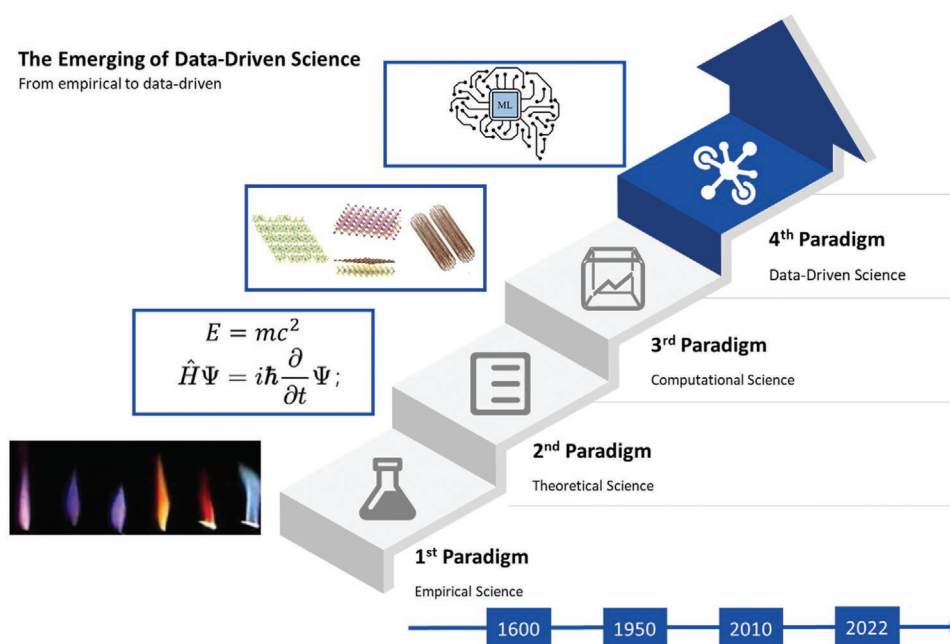 The Emerging of Data-Driven Science
From empirical to data-driven
ML
E = mc²
ĤΨ = iℏ ∂/∂t Ψ;
4th Paradigm
Data-Driven Science
3rd Paradigm
Computational Science
2nd Paradigm
Theoretical Science
1st Paradigm
Empirical Science
1600 1950 2010 2022